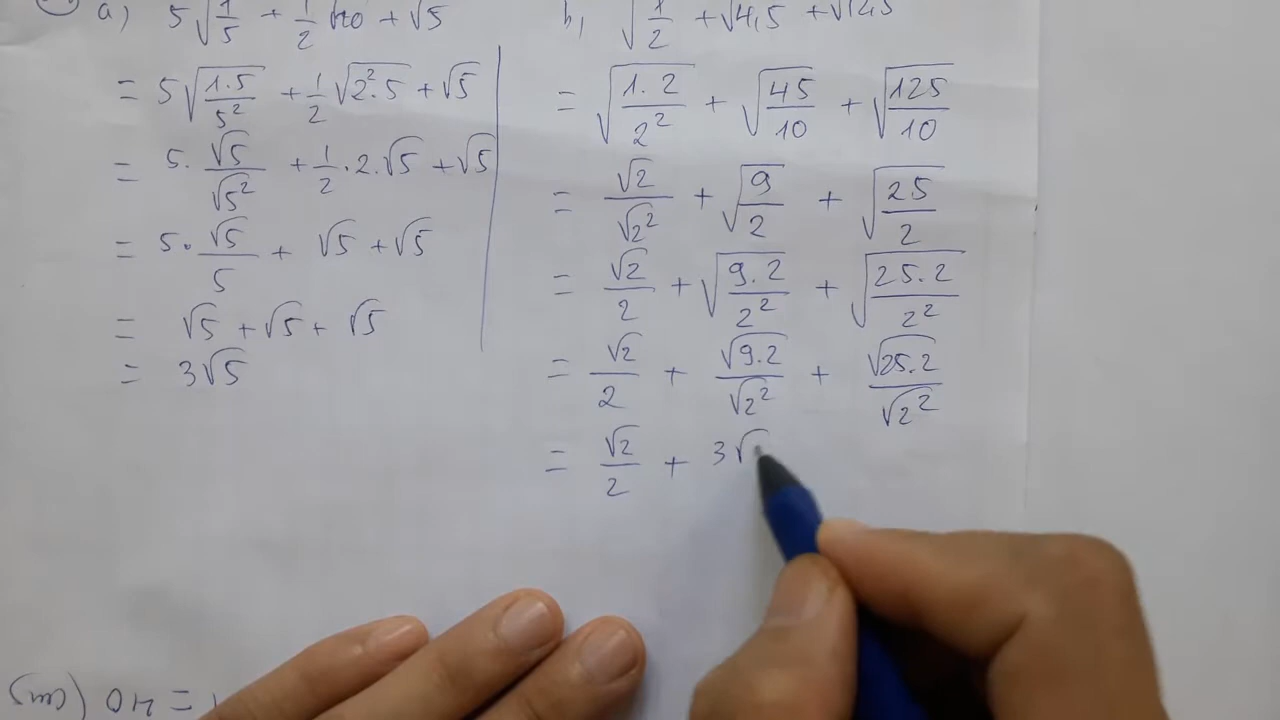 a) 5√(1/5) + 1/2 √20 + √5
= 5√(1.5/5²) + 1/2 √(2².5) + √5
= 5. √5/√5² + 1/2 . 2. √5 + √5
= 5. √5/5 + √5 + √5
= √5 + √5 + √5
= 3√5
b, √(1/2) + √4,5 + √12,5
= √(1.2/2²) + √(45/10) + √(125/10)
= √2/√2² + √(9/2) + √(25/2)
= √2/2 + √(9.2/2²) + √(25.2/2²)
= √2/2 + √9.2/√2² + √25.2/√2²
= √2/2 + 3√
= 40 (cm)